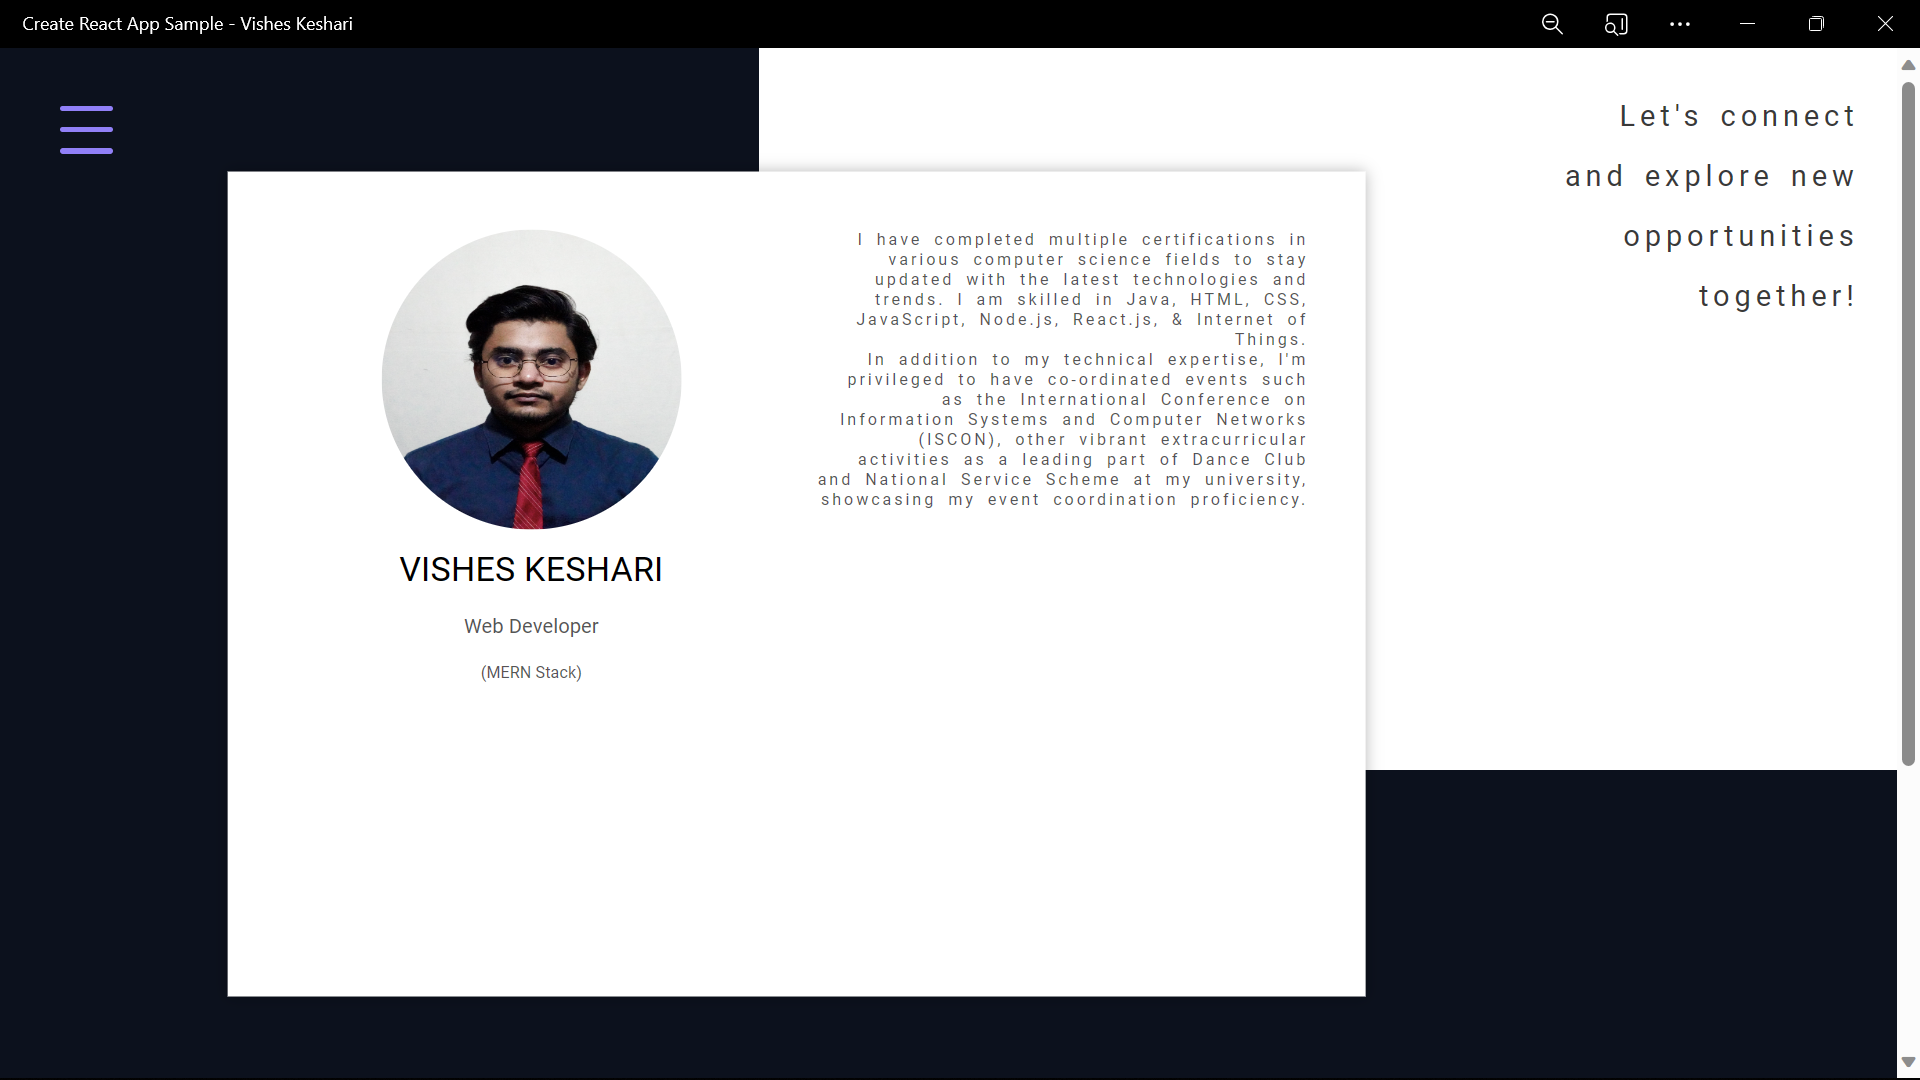 Create React App Sample - Vishes Keshari
Let's connect
and explore new
opportunities
together!
I have completed multiple certifications in
various computer science fields to stay
updated with the latest technologies and
trends. I am skilled in Java, HTML, CSS,
JavaScript, Node.js, React.js, & Internet of
Things.
In addition to my technical expertise, I'm
privileged to have co-ordinated events such
as the International Conference on
Information Systems and Computer Networks
(ISCON), other vibrant extracurricular
activities as a leading part of Dance Club
and National Service Scheme at my university,
showcasing my event coordination proficiency.
VISHES KESHARI
Web Developer
(MERN Stack)